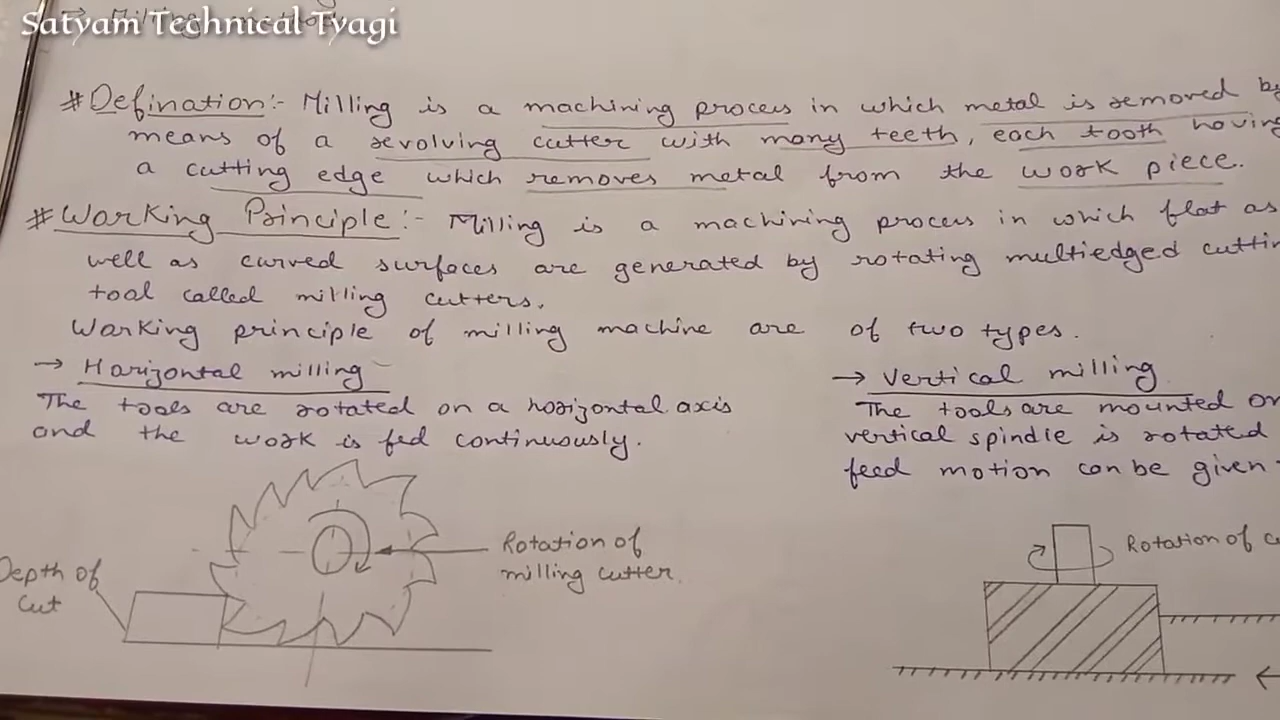 Satyam Technical Tyagi
→ Milling
#Defination:- Milling is a machining process in which metal is removed by
means of a revolving cutter with many teeth, each tooth
a cutting edge which removes metal from the work piece.
#Working Principle:- Milling is a machining process in which flat as
well as curved surfaces are generated by rotating multiedged
tool called milling cutters.
Working principle of milling machine are of two types.
→ Horizontal milling
The tools are rotated on a horizontal axis
and the work is fed continuously.
→ Vertical milling
The tools are mounted on
vertical spindle is rotated
feed motion can be given
Depth of
cut
Rotation of
milling cutter.
Rotation of